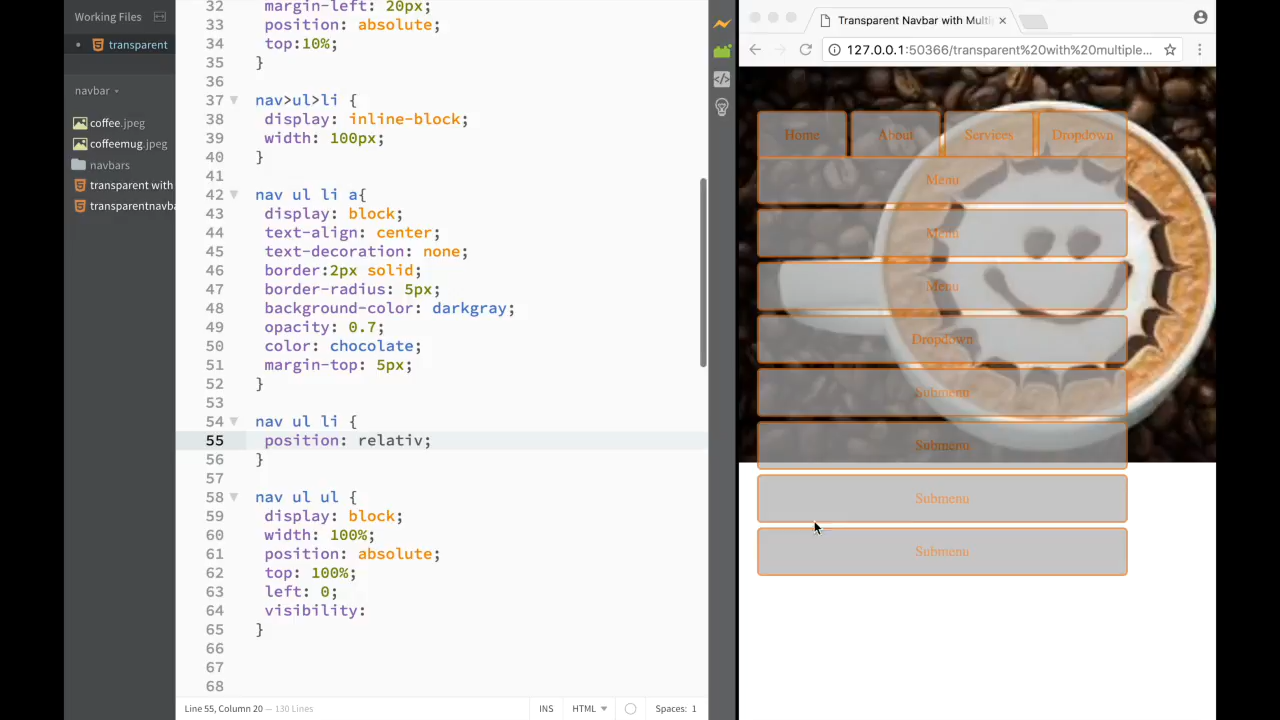 Working Files
transparent
navbar
coffee.jpeg
coffeemug.jpeg
navbars
transparent with
transparentnavba
32 margin-left: 20px;
33 position: absolute;
34 top:10%;
35 }
36
37 nav>ul>li {
38 display: inline-block;
39 width: 100px;
40 }
41
42 nav ul li a{
43 display: block;
44 text-align: center;
45 text-decoration: none;
46 border:2px solid;
47 border-radius: 5px;
48 background-color: darkgray;
49 opacity: 0.7;
50 color: chocolate;
51 margin-top: 5px;
52 }
53
54 nav ul li {
55 position: relativ;
56 }
57
58 nav ul ul {
59 display: block;
60 width: 100%;
61 position: absolute;
62 top: 100%;
63 left: 0;
64 visibility:
65 }
66
67
68
Line 55, Column 20 — 130 Lines
INS HTML Spaces: 1
Transparent Navbar with Multi
127.0.0.1:50366/transparent%20with%20multiple...
Home About Services Dropdown
Menu
Menu
Menu
Dropdown
Submenu
Submenu
Submenu
Submenu